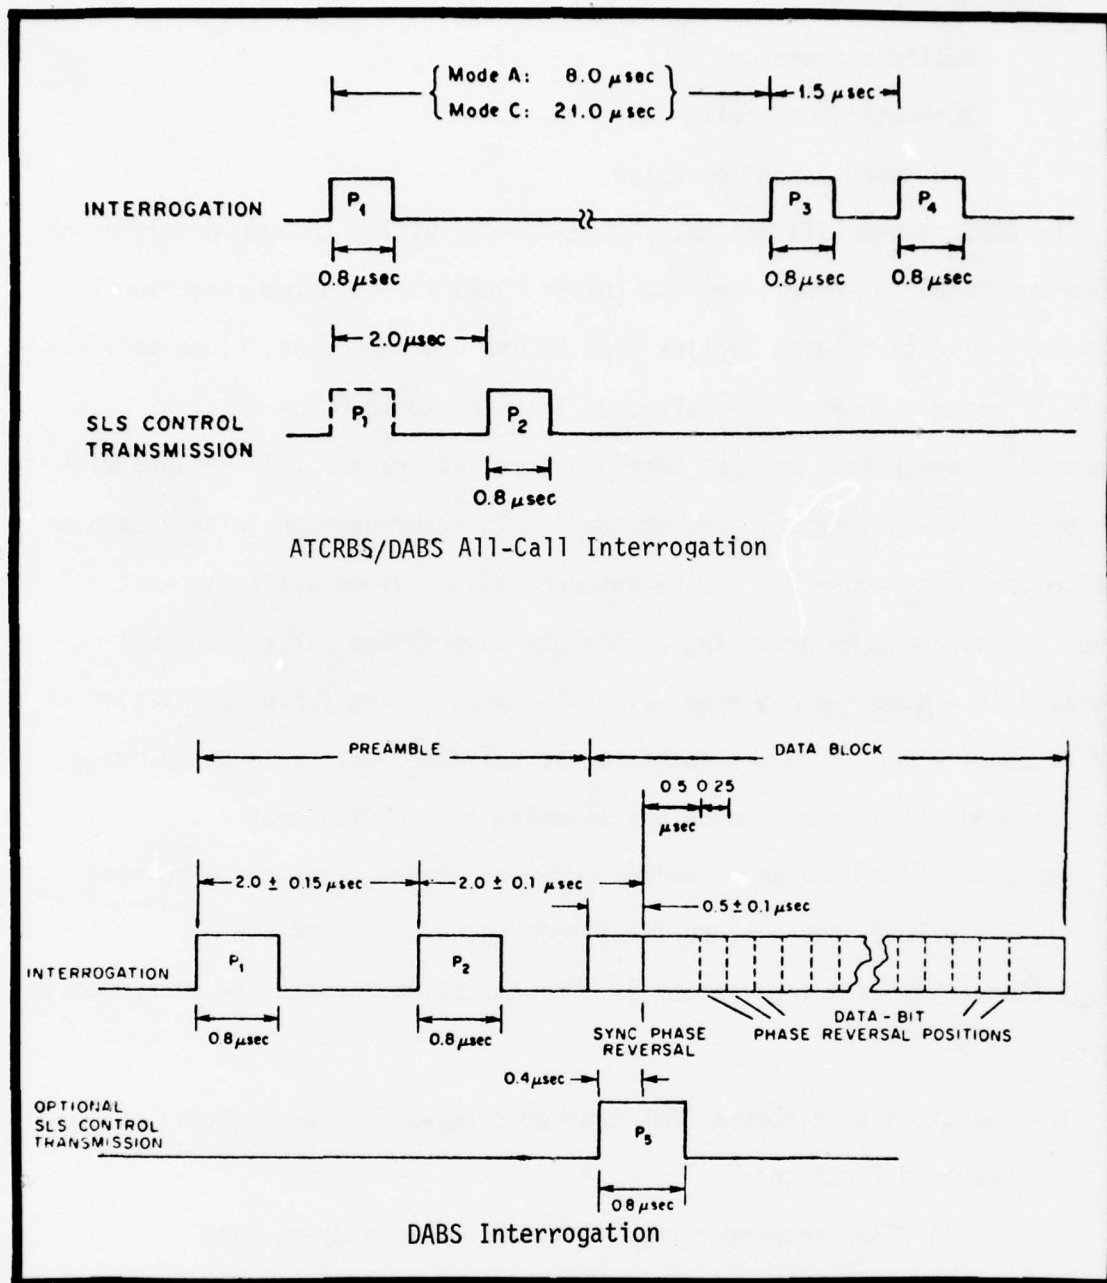 Mode A: 8.0 μsec
Mode C: 21.0 μsec
1.5 μsec
INTERROGATION
P1
P3
P4
0.8 μsec
0.8 μsec
0.8 μsec
2.0 μsec
SLS CONTROL
TRANSMISSION
P1
P2
0.8 μsec
ATCRBS/DABS All-Call Interrogation
PREAMBLE
DATA BLOCK
0.5 0.25
μsec
2.0 ± 0.15 μsec
2.0 ± 0.1 μsec
0.5 ± 0.1 μsec
INTERROGATION
P1
P2
0.8 μsec
0.8 μsec
SYNC PHASE
REVERSAL
DATA - BIT
PHASE REVERSAL POSITIONS
0.4 μsec
OPTIONAL
SLS CONTROL
TRANSMISSION
P5
0.8 μsec
DABS Interrogation